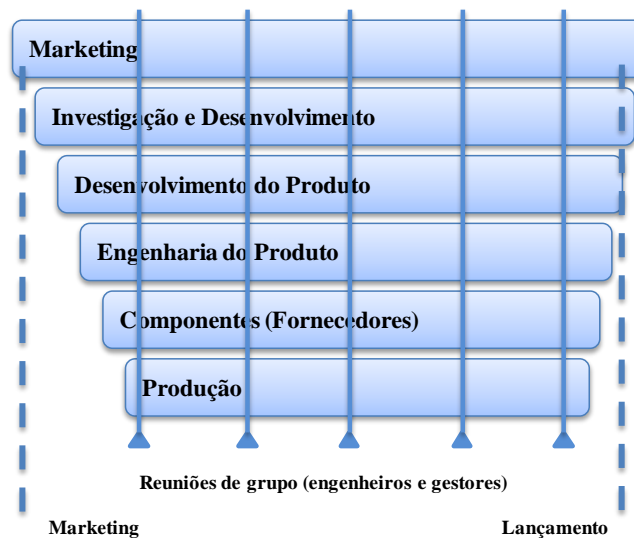 Marketing
Investigação e Desenvolvimento
Desenvolvimento do Produto
Engenharia do Produto
Componentes (Fornecedores)
Produção
Reuniões de grupo (engenheiros e gestores)
Marketing
Lançamento